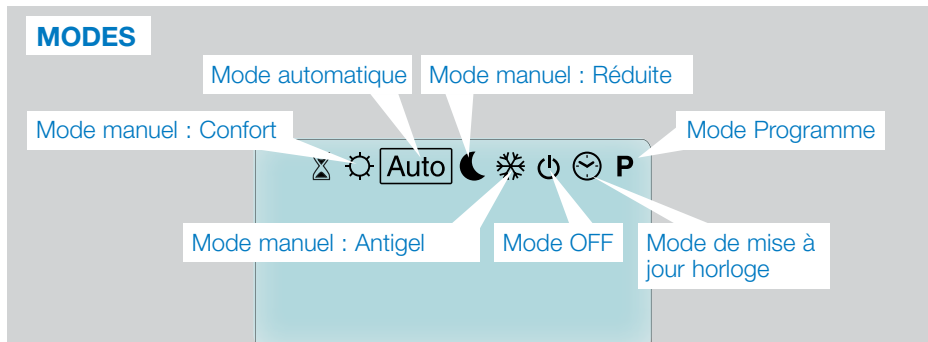 MODES
Mode automatique
Mode manuel : Réduite
Mode manuel : Confort
Mode Programme
Auto
P
Mode manuel : Antigel
Mode OFF
Mode de mise à
jour horloge